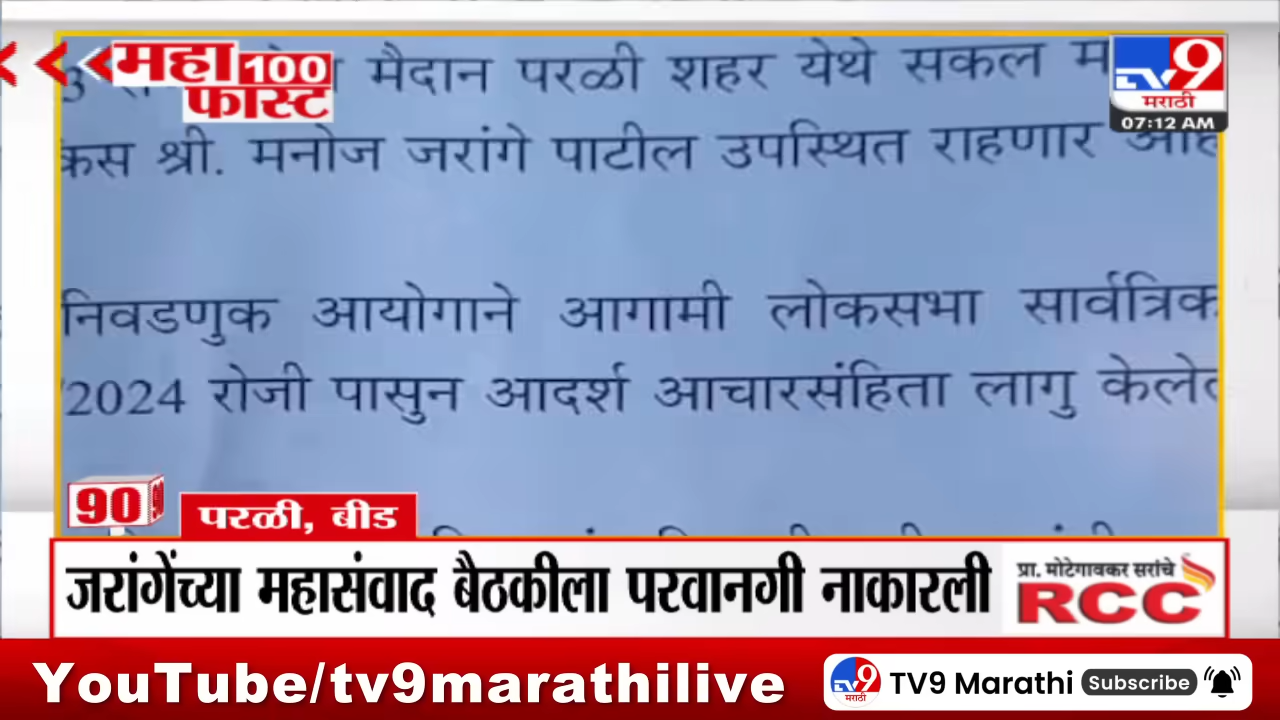 महा 100
फास्ट
मैदान परळी शहर येथे सकल
TV9
मराठी
07:12 AM
श्री. मनोज जरांगे पाटील उपस्थित राहणार
निवडणुक आयोगाने आगामी लोकसभा सार्वत्रिक
2024 रोजी पासुन आदर्श आचारसंहिता लागु
90
परळी, बीड
जरांगेंच्या महासंवाद बैठकीला परवानगी नाकारली
प्रा. मोटेगावकर सरांचे
RCC
YouTube/tv9marathilive
TV9 मराठी TV9 Marathi Subscribe